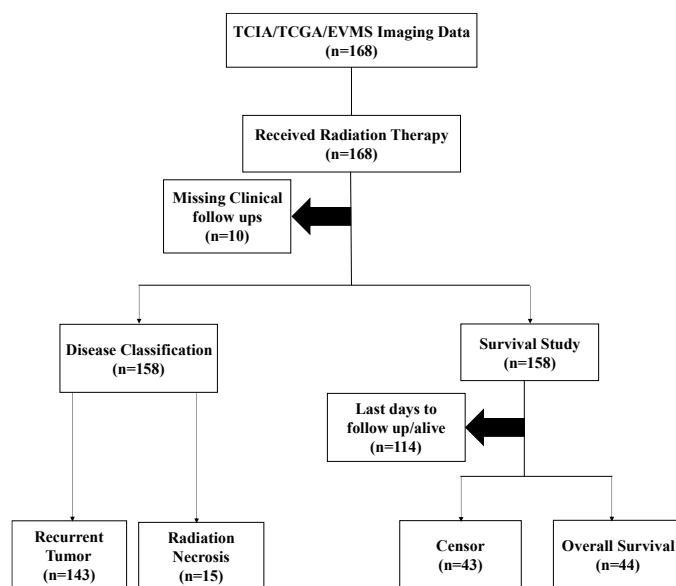 TCIA/TCGA/EVMS Imaging Data
(n=168)
Received Radiation Therapy
(n=168)
Missing Clinical
follow ups
(n=10)
Disease Classification
(n=158)
Survival Study
(n=158)
Last days to
follow up/alive
(n=114)
Recurrent
Tumor
(n=143)
Radiation
Necrosis
(n=15)
Censor
(n=43)
Overall Survival
(n=44)